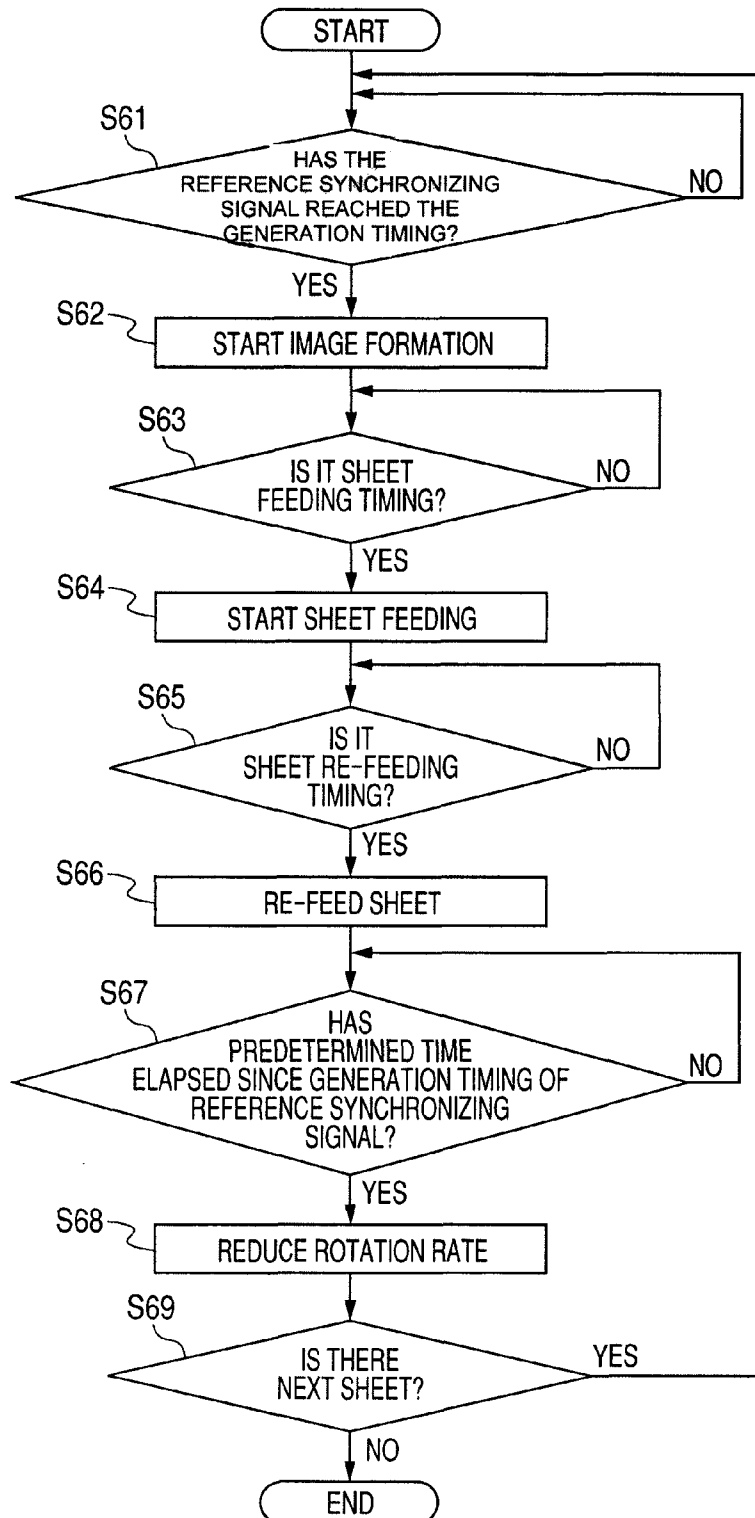 START
S61
HAS THE
REFERENCE SYNCHRONIZING
SIGNAL REACHED THE
GENERATION TIMING?
NO
YES
S62
START IMAGE FORMATION
S63
IS IT SHEET
FEEDING TIMING?
NO
YES
S64
START SHEET FEEDING
S65
IS IT
SHEET RE-FEEDING
TIMING?
NO
YES
S66
RE-FEED SHEET
S67
HAS
PREDETERMINED TIME
ELAPSED SINCE GENERATION TIMING OF
REFERENCE SYNCHRONIZING
SIGNAL?
NO
YES
S68
REDUCE ROTATION RATE
S69
IS THERE
NEXT SHEET?
YES
NO
END